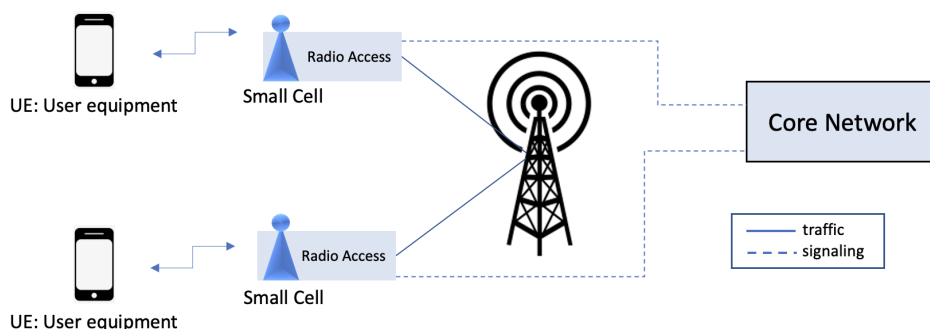 Radio Access
UE: User equipment
Small Cell
Core Network
traffic
signaling
Radio Access
Small Cell
UE: User equipment